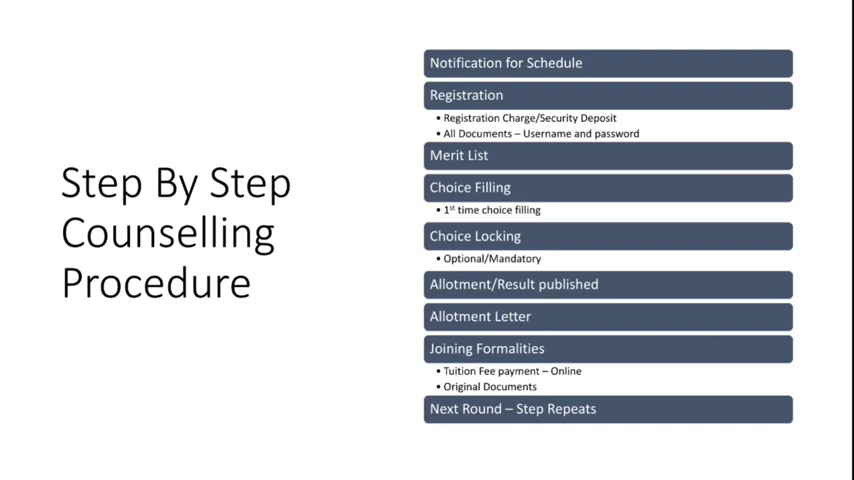 Step By Step
Counselling
Procedure
Notification for Schedule
Registration
• Registration Charge/Security Deposit
• All Documents – Username and password
Merit List
Choice Filling
• 1st time choice filling
Choice Locking
• Optional/Mandatory
Allotment/Result published
Allotment Letter
Joining Formalities
• Tuition Fee payment – Online
• Original Documents
Next Round – Step Repeats